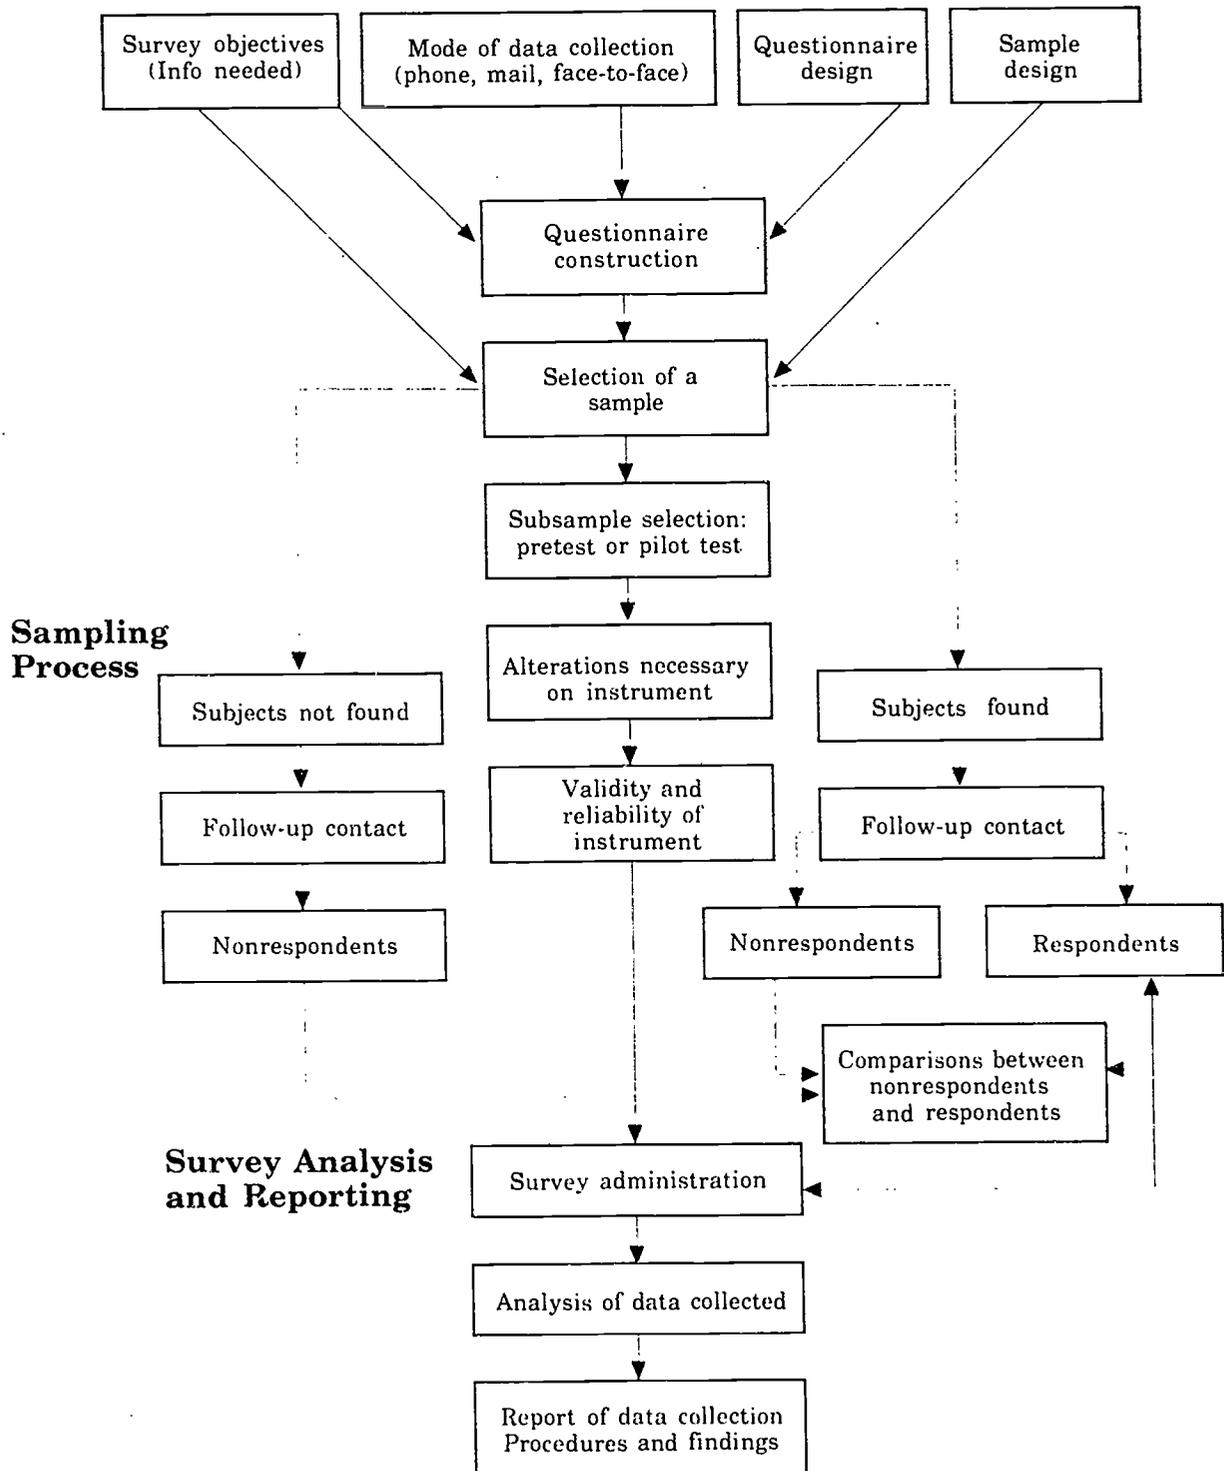 Survey objectives
(Info needed)
Mode of data collection
(phone, mail, face-to-face)
Questionnaire
design
Sample
design
Questionnaire
construction
Selection of a
sample
Subsample selection:
pretest or pilot test
Sampling
Process
Alterations necessary
on instrument
Subjects not found
Subjects found
Validity and
reliability of
instrument
Follow-up contact
Follow-up contact
Nonrespondents
Nonrespondents
Respondents
Comparisons between
nonrespondents
and respondents
Survey Analysis
and Reporting
Survey administration
Analysis of data collected
Report of data collection
Procedures and findings